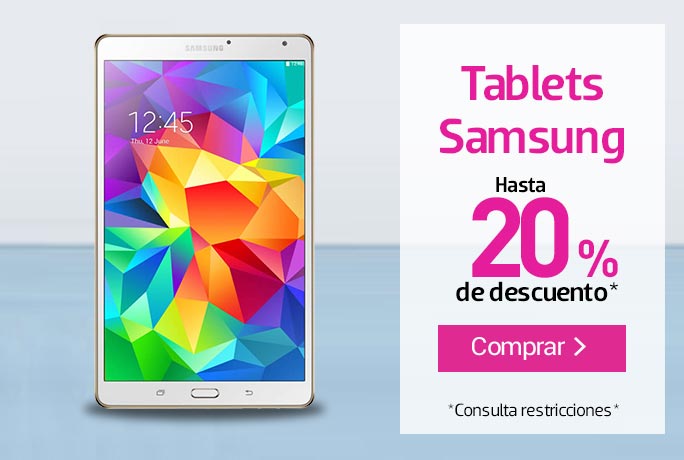 SAMSUNG
12:45
Thu, 12 June
Tablets
Samsung
Hasta
20%
de descuento*
Comprar >
*Consulta restricciones*